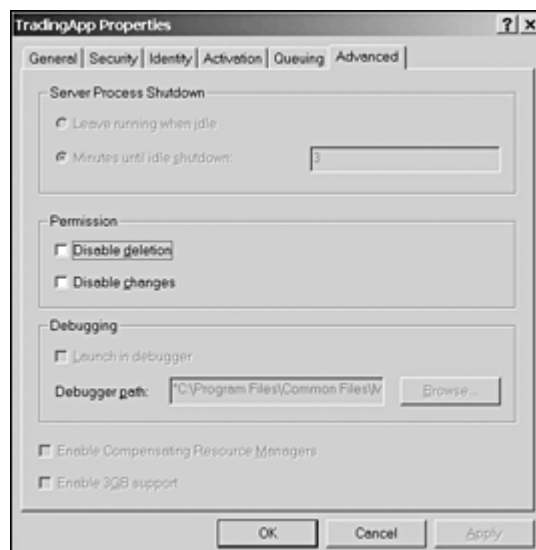 TradingApp Properties
General Security Identity Activation Queuing Advanced
Server Process Shutdown
Leave running when idle
Minutes until idle shutdown: 3
Permission
Disable deletion
Disable changes
Debugging
Launch in debugger
Debugger path: "C:\Program Files\Common Files\M Browse...
Enable Compensating Resource Managers
Enable 3GB support
OK Cancel Apply